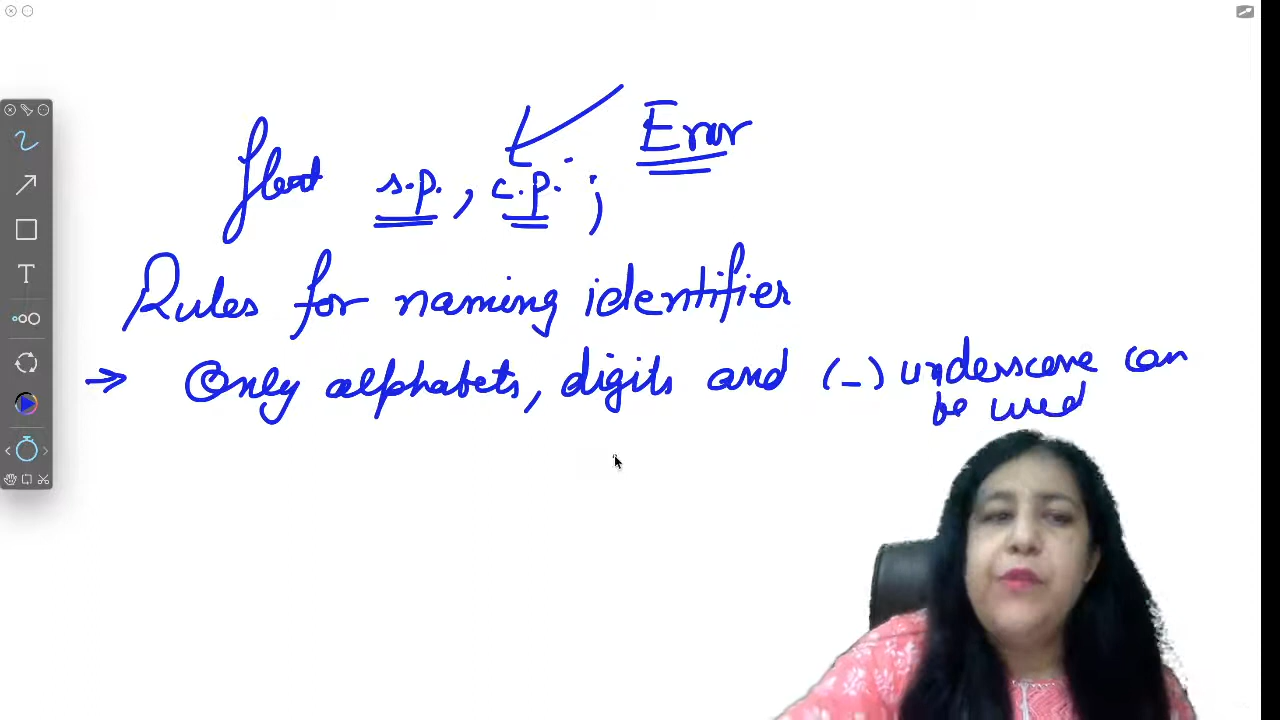 float s.p., c.p. ; Error
Rules for naming identifier
→ Only alphabets, digits and (_) underscore can
be used